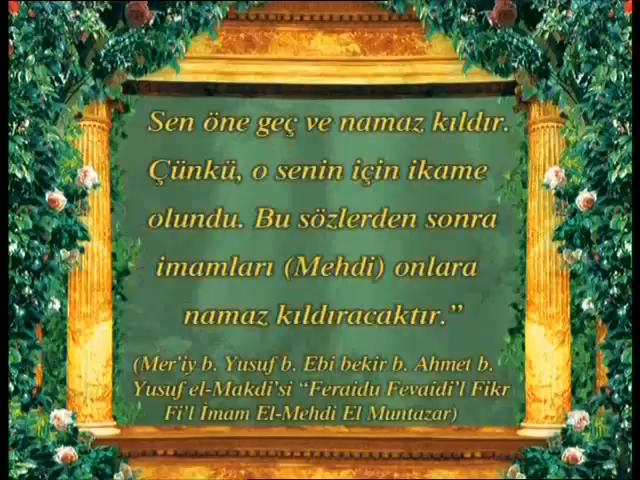 Sen öne geç ve namaz kıldır.
Çünkü, o senin için ikame
olundu. Bu sözlerden sonra
imamları (Mehdi) onlara
namaz kıldıracaktır.”
(Mer’iy b. Yusuf b. Ebi bekir b. Ahmet b.
Yusuf el-Makdi’si “Feraidu Fevaidi’l Fikr
Fi’l İmam El-Mehdi El Muntazar)